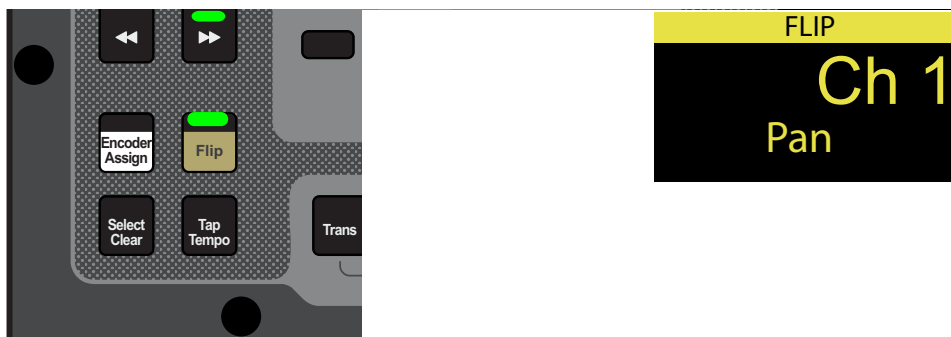 Encoder
Assign
Flip
Select
Clear
Tap
Tempo
Trans
FLIP
Ch 1
Pan